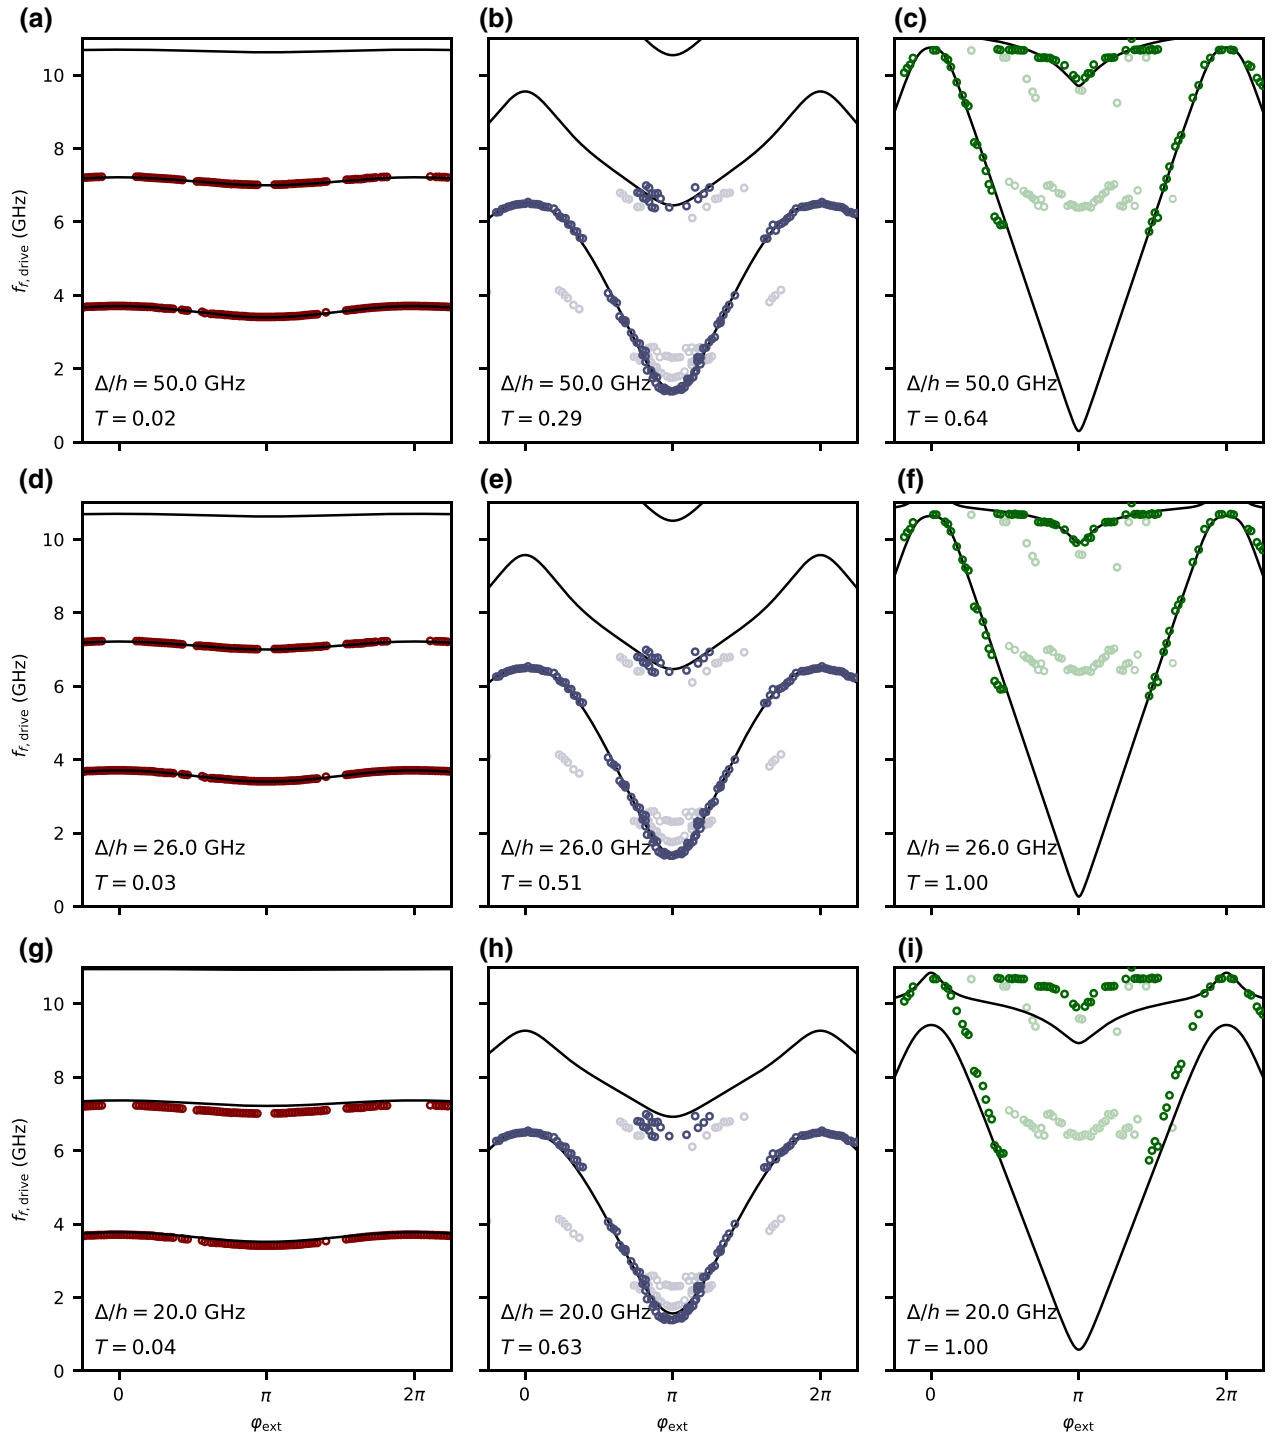 (a)
(b)
(c)
10
8
6
4
2
0
f_f,drive (GHz)
Δ/h = 50.0 GHz
T = 0.02
Δ/h = 50.0 GHz
T = 0.29
Δ/h = 50.0 GHz
T = 0.64
(d)
(e)
(f)
10
8
6
4
2
0
f_f,drive (GHz)
Δ/h = 26.0 GHz
T = 0.03
Δ/h = 26.0 GHz
T = 0.51
Δ/h = 26.0 GHz
T = 1.00
(g)
(h)
(i)
10
8
6
4
2
0
f_f,drive (GHz)
Δ/h = 20.0 GHz
T = 0.04
Δ/h = 20.0 GHz
T = 0.63
Δ/h = 20.0 GHz
T = 1.00
0 π 2π
0 π 2π
0 π 2π
φ_ext
φ_ext
φ_ext